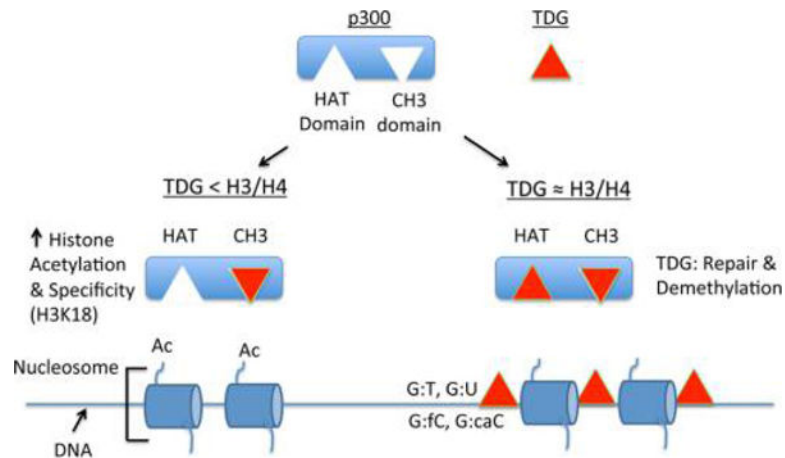 p300
TDG
HAT
Domain
CH3
domain
TDG < H3/H4
TDG ≈ H3/H4
↑ Histone
Acetylation
& Specificity
(H3K18)
HAT
CH3
HAT
CH3
TDG: Repair &
Demethylation
Ac
Ac
Nucleosome
DNA
G:T, G:U
G:fC, G:caC